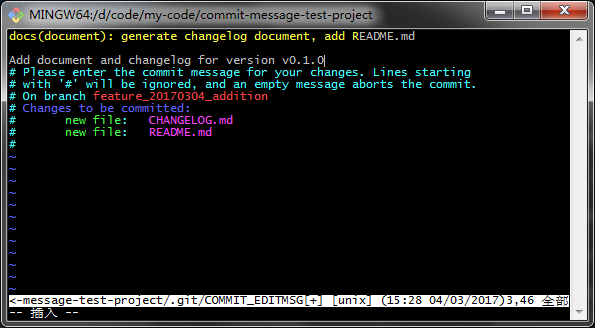 MINGW64:/d/code/my-code/commit-message-test-project
docs(document): generate changelog document, add README.md

Add document and changelog for version v0.1.0
# Please enter the commit message for your changes. Lines starting
# with '#' will be ignored, and an empty message aborts the commit.
# On branch feature_20170304_addition
# Changes to be committed:
#       new file:   CHANGELOG.md
#       new file:   README.md
#
~
~
~
~
~
~
~
~
~
~
~
~
<-message-test-project/.git/COMMIT_EDITMSG[+] [unix] (15:28 04/03/2017)3,46 全部
-- 插入 --